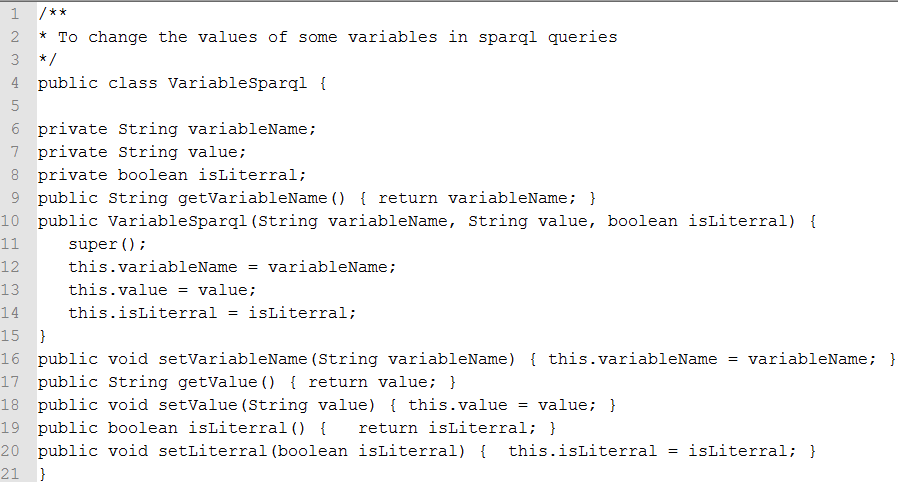 1 /**
2 * To change the values of some variables in sparql queries
3 */
4 public class VariableSparql {
5
6 private String variableName;
7 private String value;
8 private boolean isLiterral;
9 public String getVariableName() { return variableName; }
10 public VariableSparql(String variableName, String value, boolean isLiterral) {
11    super();
12    this.variableName = variableName;
13    this.value = value;
14    this.isLiterral = isLiterral;
15 }
16 public void setVariableName(String variableName) { this.variableName = variableName; }
17 public String getValue() { return value; }
18 public void setValue(String value) { this.value = value; }
19 public boolean isLiterral() {   return isLiterral; }
20 public void setLiterral(boolean isLiterral) {  this.isLiterral = isLiterral; }
21 }